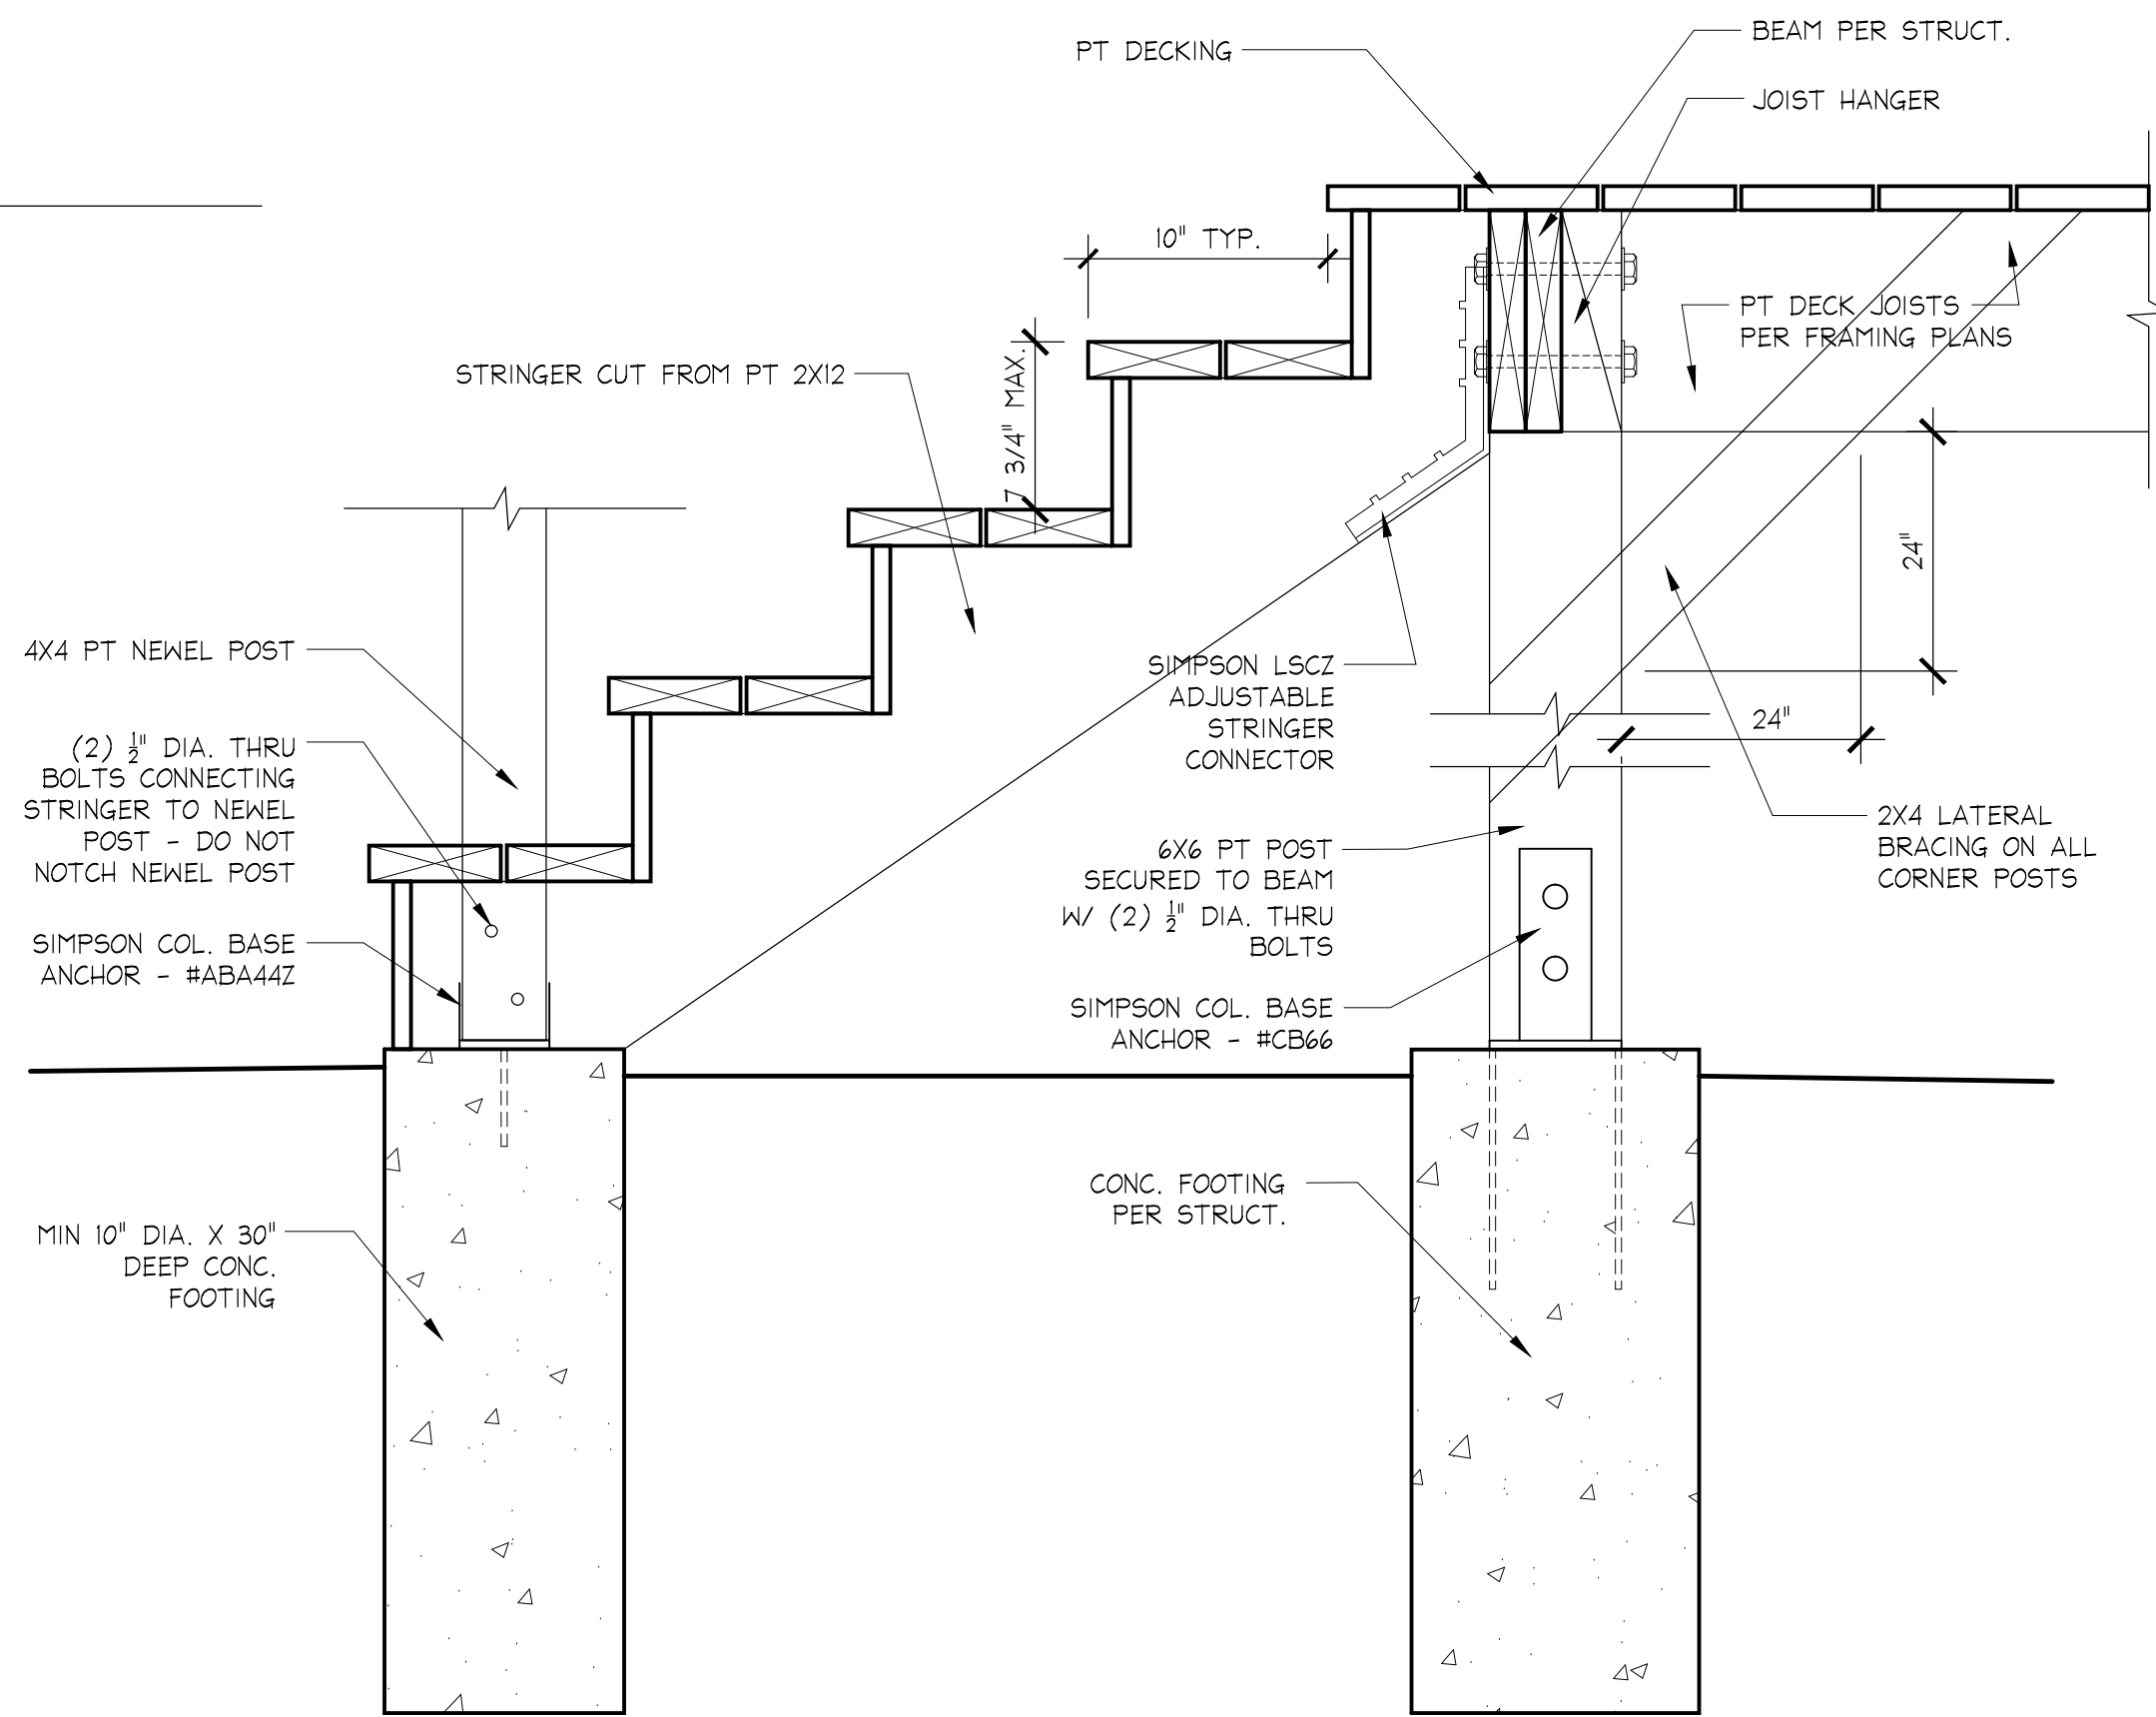 BEAM PER STRUCT.
PT DECKING
JOIST HANGER
10" TYP.
PT DECK JOISTS
PER FRAMING PLANS
STRINGER CUT FROM PT 2X12
7 3/4" MAX.
24"
4X4 PT NEWEL POST
SIMPSON LSCZ
ADJUSTABLE
STRINGER
CONNECTOR
24"
(2) ½" DIA. THRU
BOLTS CONNECTING
STRINGER TO NEWEL
POST - DO NOT
NOTCH NEWEL POST
2X4 LATERAL
BRACING ON ALL
CORNER POSTS
6X6 PT POST
SECURED TO BEAM
W/ (2) ½" DIA. THRU
BOLTS
SIMPSON COL. BASE
ANCHOR - #ABA44Z
SIMPSON COL. BASE
ANCHOR - #CB66
CONC. FOOTING
PER STRUCT.
MIN 10" DIA. X 30"
DEEP CONC.
FOOTING